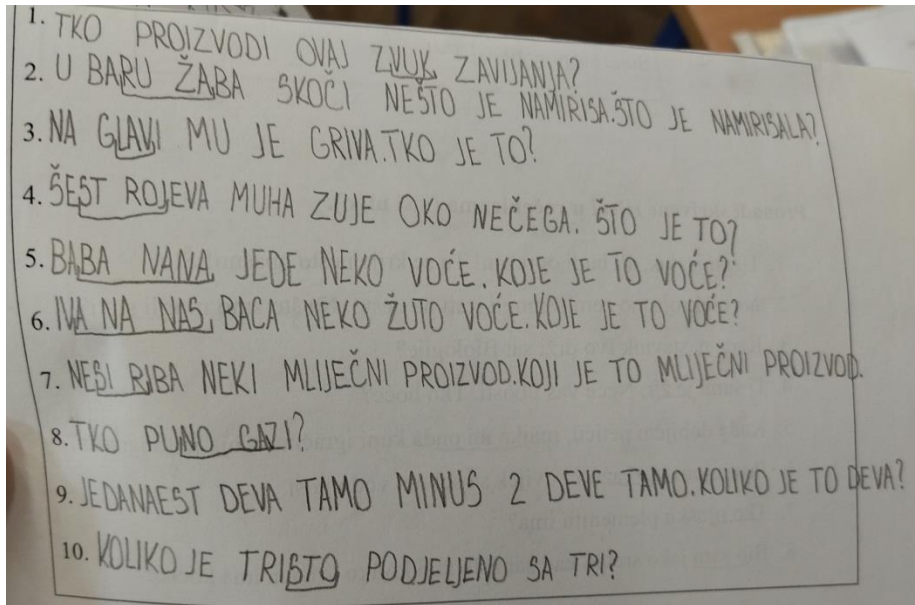 1. TKO PROIZVODI OVAJ ZVUK ZAVIJANJA?
2. U BARU ŽABA SKOČI NEŠTO JE NAMIRISA.ŠTO JE NAMIRISALA?
3. NA GLAVI MU JE GRIVA.TKO JE TO?
4. ŠEST ROJEVA MUHA ZUJE OKO NEČEGA. ŠTO JE TO?
5. BABA NANA JEDE NEKO VOĆE. KOJE JE TO VOĆE?
6. IVA NA NAS BACA NEKO ŽUTO VOĆE.KOJE JE TO VOĆE?
7. NESI RIBA NEKI MLIJEČNI PROIZVOD.KOJI JE TO MLIJEČNI PROIZVOD.
8. TKO PUNO GAZI?
9. JEDANAEST DEVA TAMO MINUS 2 DEVE TAMO.KOLIKO JE TO DEVA?
10. KOLIKO JE TRISTO PODJELJENO SA TRI?